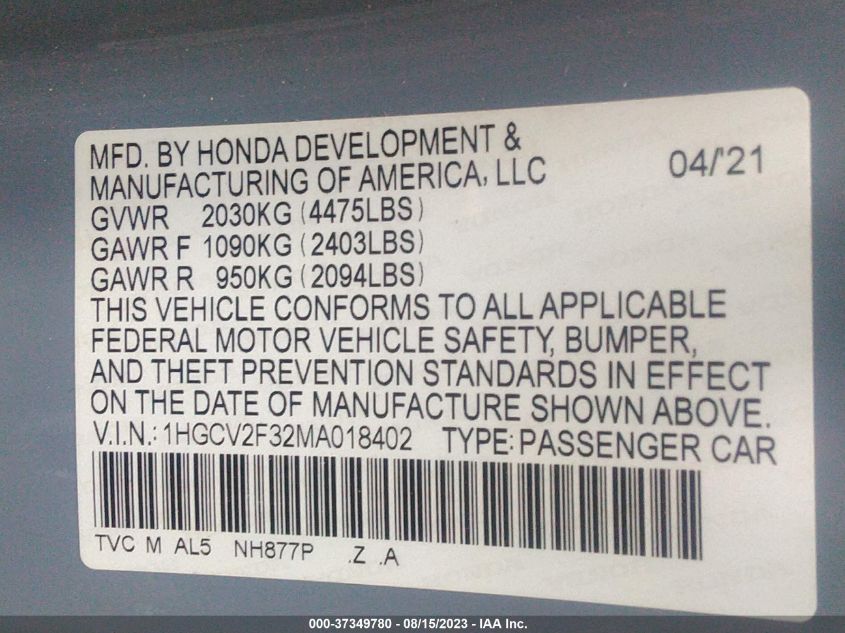 MFD. BY HONDA DEVELOPMENT &
MANUFACTURING OF AMERICA, LLC 04/'21
GVWR 2030KG (4475LBS)
GAWR F 1090KG (2403LBS)
GAWR R 950KG (2094LBS)
THIS VEHICLE CONFORMS TO ALL APPLICABLE
FEDERAL MOTOR VEHICLE SAFETY, BUMPER,
AND THEFT PREVENTION STANDARDS IN EFFECT
ON THE DATE OF MANUFACTURE SHOWN ABOVE.
V.I.N.: 1HGCV2F32MA018402 TYPE: PASSENGER CAR
TVC M AL5 NH877P .Z .A
000-37349780 - 08/15/2023 - IAA Inc.